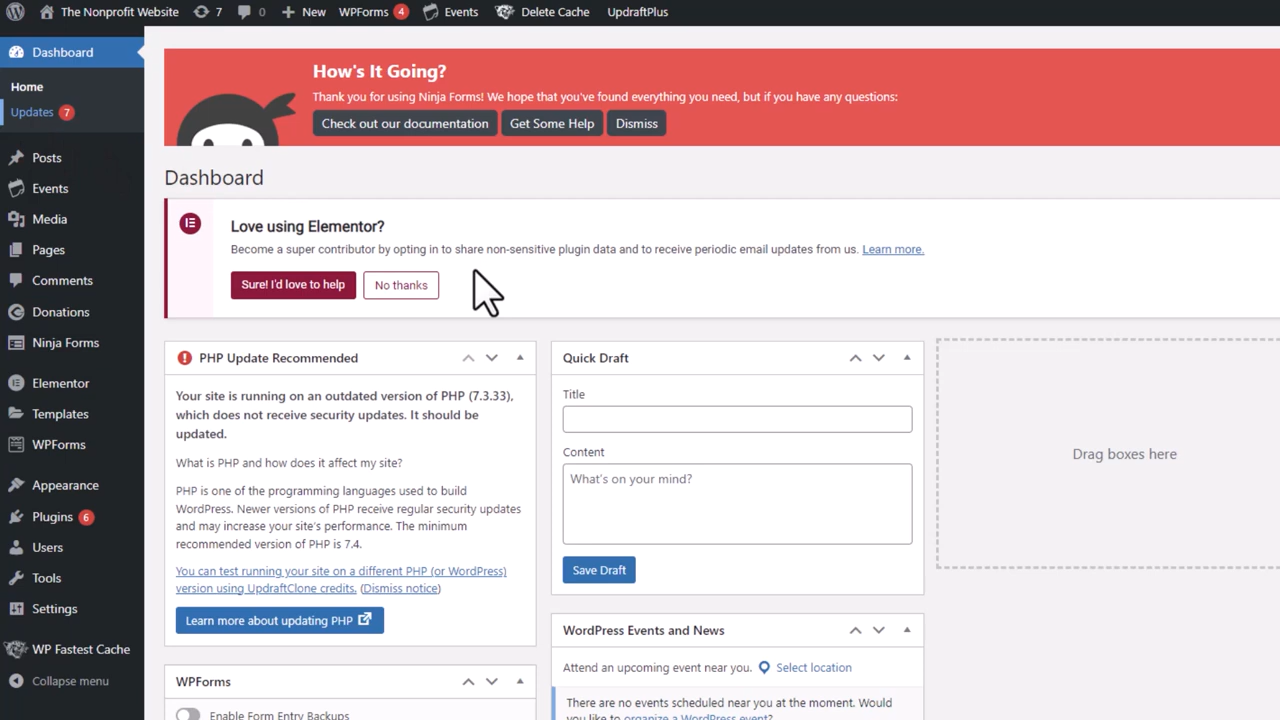 The Nonprofit Website 7 0 New WPForms 4 Events Delete Cache UpdraftPlus
Dashboard
Home
Updates 7
Posts
Events
Media
Pages
Comments
Donations
Ninja Forms
Elementor
Templates
WPForms
Appearance
Plugins 6
Users
Tools
Settings
WP Fastest Cache
Collapse menu
How's It Going?
Thank you for using Ninja Forms! We hope that you've found everything you need, but if you have any questions:
Check out our documentation Get Some Help Dismiss
Dashboard
Love using Elementor?
Become a super contributor by opting in to share non-sensitive plugin data and to receive periodic email updates from us. Learn more.
Sure! I'd love to help No thanks
PHP Update Recommended
Your site is running on an outdated version of PHP (7.3.33),
which does not receive security updates. It should be
updated.
What is PHP and how does it affect my site?
PHP is one of the programming languages used to build
WordPress. Newer versions of PHP receive regular security updates
and may increase your site's performance. The minimum
recommended version of PHP is 7.4.
You can test running your site on a different PHP (or WordPress)
version using UpdraftClone credits. (Dismiss notice)
Learn more about updating PHP
WPForms
Enable Form Entry Backups
Quick Draft
Title
Content
What's on your mind?
Save Draft
WordPress Events and News
Attend an upcoming event near you. Select location
There are no events scheduled near you at the moment. Would
you like to organize a WordPress event?
Drag boxes here